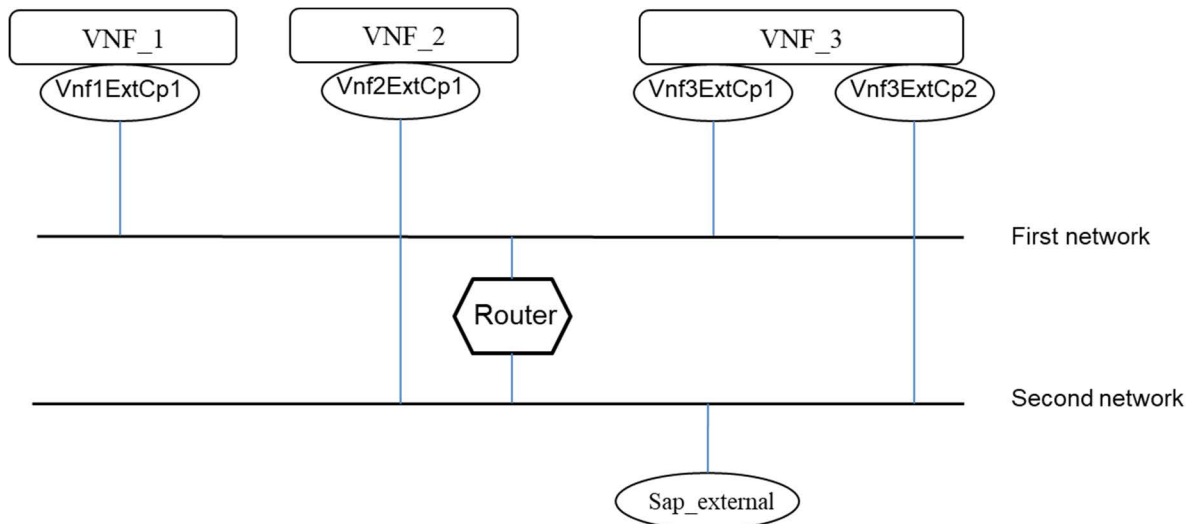 VNF_1
VNF_2
VNF_3
Vnf1ExtCp1
Vnf2ExtCp1
Vnf3ExtCp1
Vnf3ExtCp2
First network
Router
Second network
Sap_external